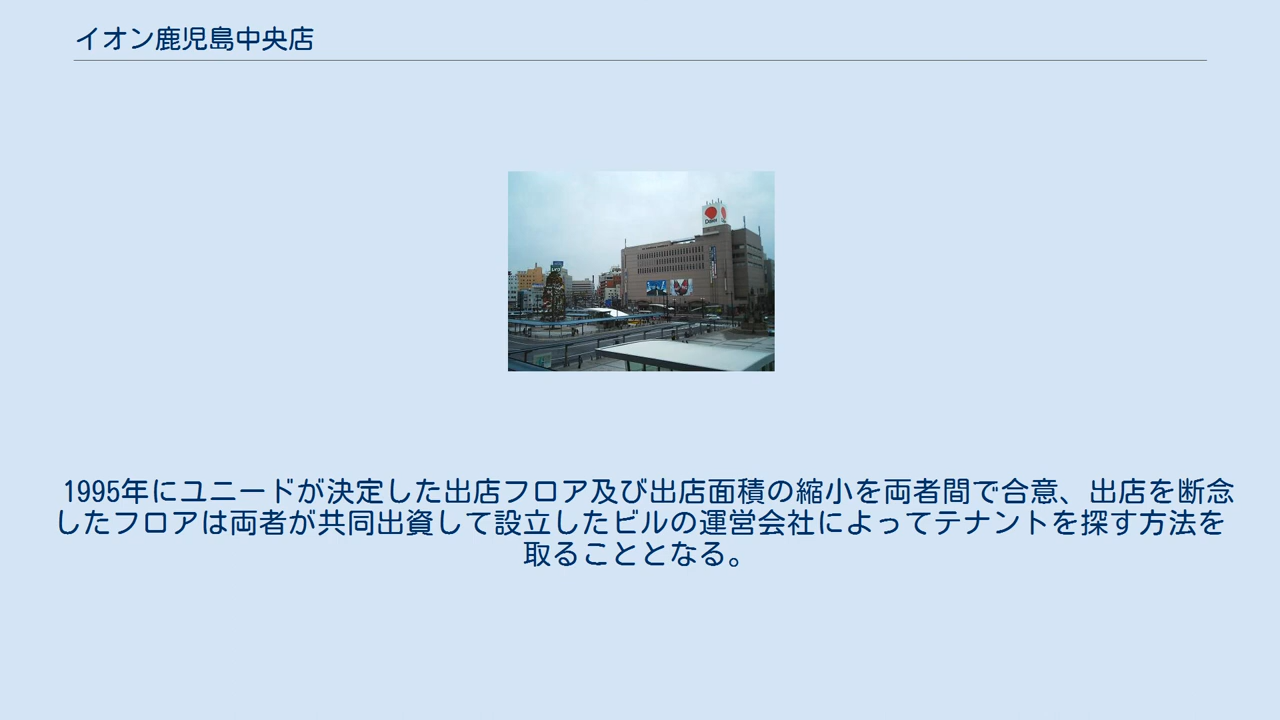 イオン鹿児島中央店
1995年にユニードが決定した出店フロア及び出店面積の縮小を両者間で合意、出店を断念
したフロアは両者が共同出資して設立したビルの運営会社によってテナントを探す方法を
取ることとなる。